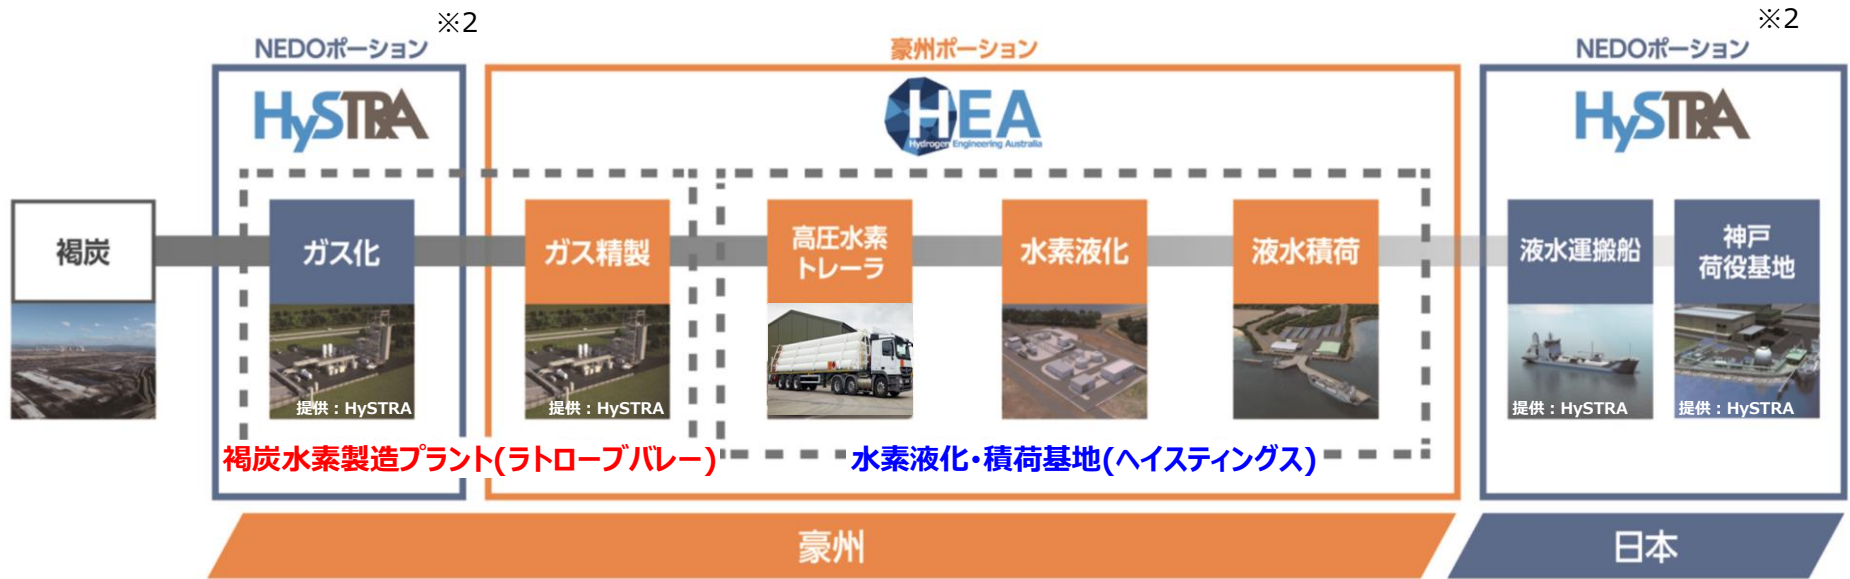 ※2
※2
NEDOポーション
豪州ポーション
NEDOポーション
HySTRA
HEA
Hydrogen Engineering Australia
HySTRA
褐炭
ガス化
ガス精製
高圧水素
トレーラ
水素液化
液水積荷
液水運搬船
神戸
荷役基地
提供：HySTRA
提供：HySTRA
提供：HySTRA
提供：HySTRA
褐炭水素製造プラント(ラトローブバレー)
水素液化・積荷基地(ヘイスティングス)
豪州
日本